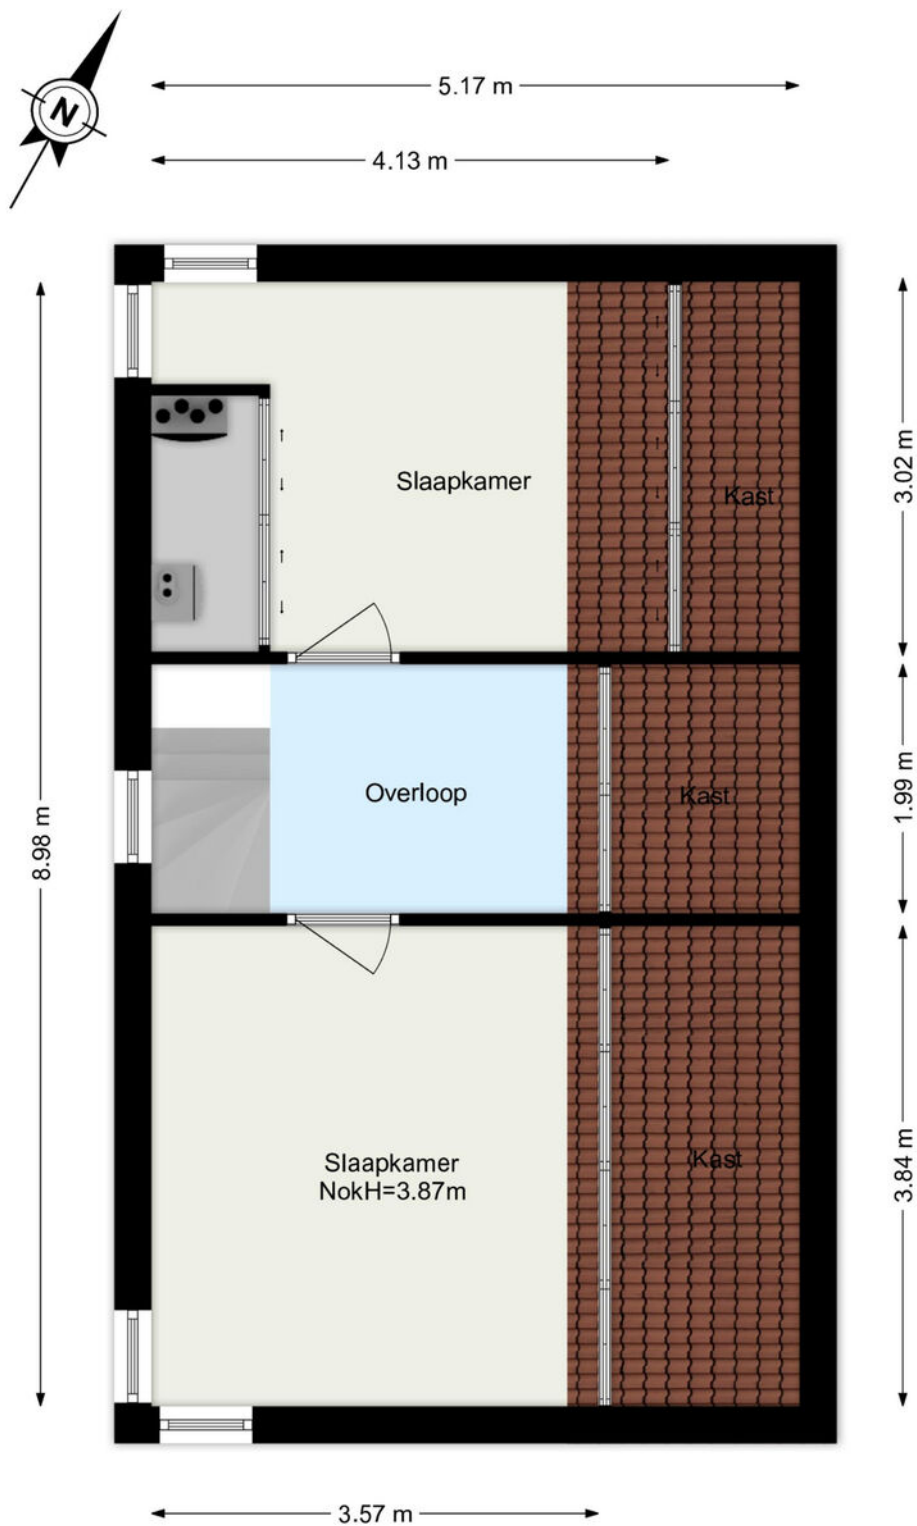 N
5.17 m
4.13 m
Slaapkamer
Kast
3.02 m
Overloop
Kast
1.99 m
8.98 m
Slaapkamer
NokH=3.87m
Kast
3.84 m
3.57 m